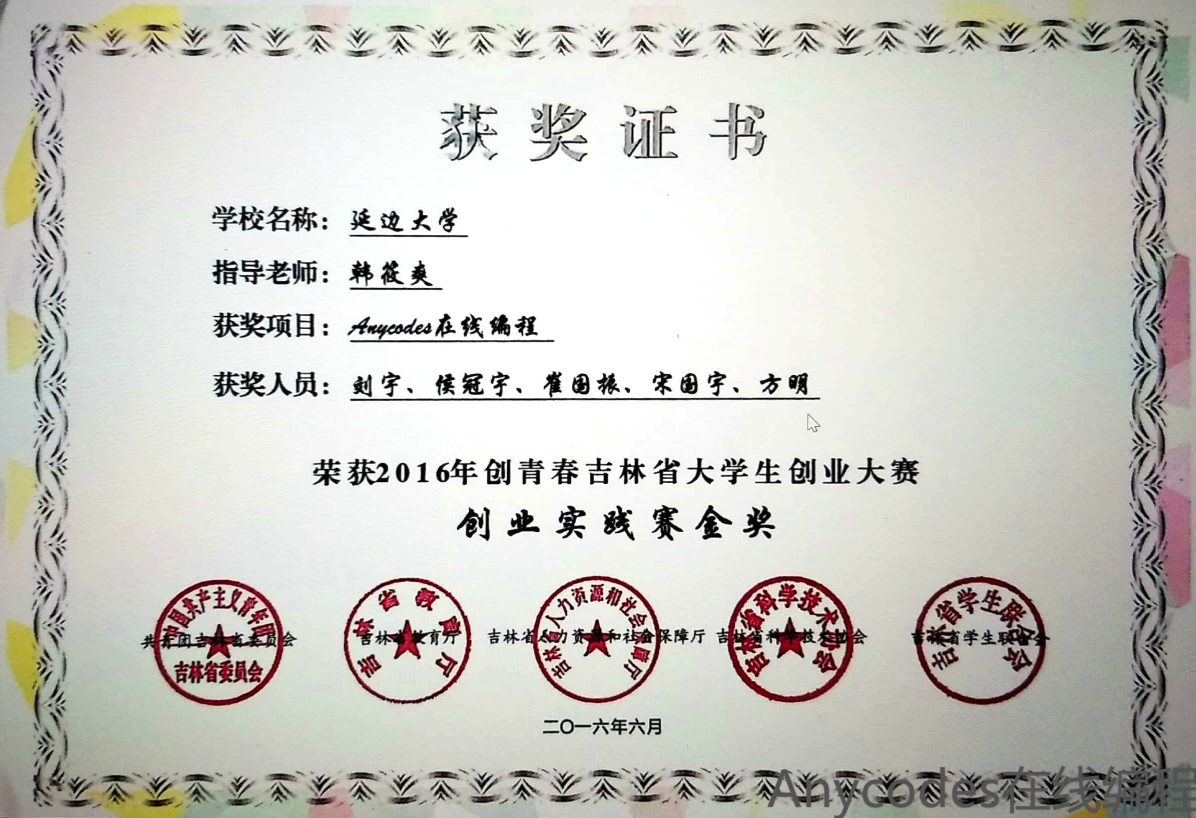 获奖证书
学校名称：延边大学
指导老师：韩筱爽
获奖项目：Anycodes在线编程
获奖人员：刘宇、侯冠宇、崔国振、宋国宇、方明
荣获2016年创青春吉林省大学生创业大赛
创业实践赛金奖
共青团吉林省委员会 吉林省教育厅 吉林省人力资源和社会保障厅 吉林省科学技术协会 吉林省学生联合会
中国共产主义青年团
吉林省委员会
吉林省教育厅
吉林省人力资源和社会保障厅
吉林省科学技术协会
吉林省学生联合会
二〇一六年六月
Anycodes在线编程